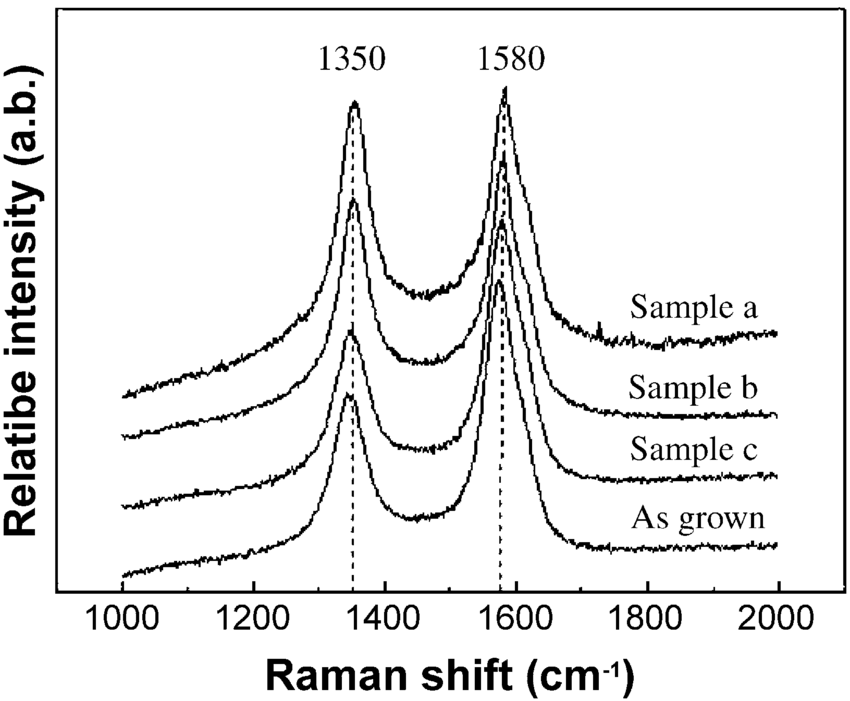 1350 1580
Relatibe intensity (a.b.)
Sample a
Sample b
Sample c
As grown
1000 1200 1400 1600 1800 2000
Raman shift (cm⁻¹)